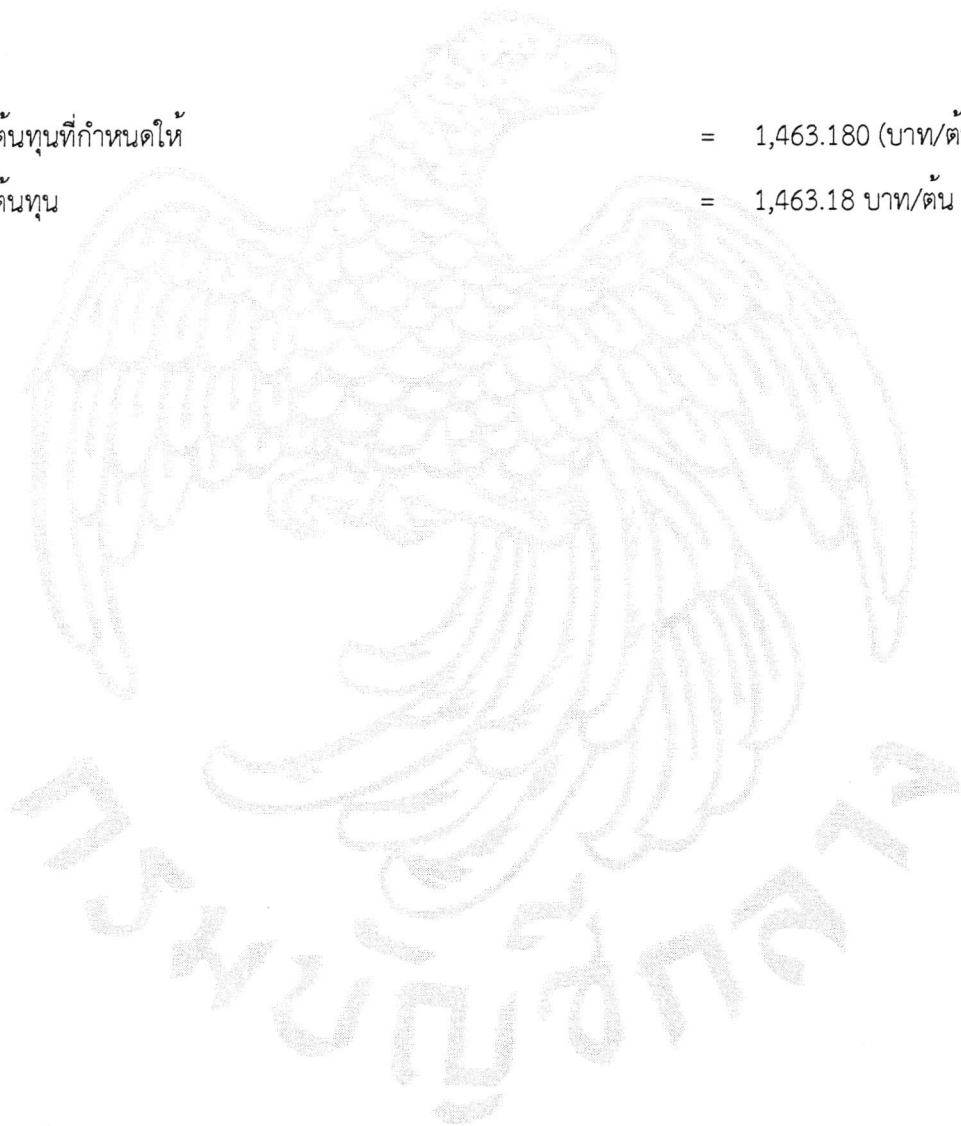 ต้นทุนที่กำหนดให้ = 1,463.180 (บาท/ต้
ต้นทุน = 1,463.18 บาท/ต้น
กรมบัญชีกลาง